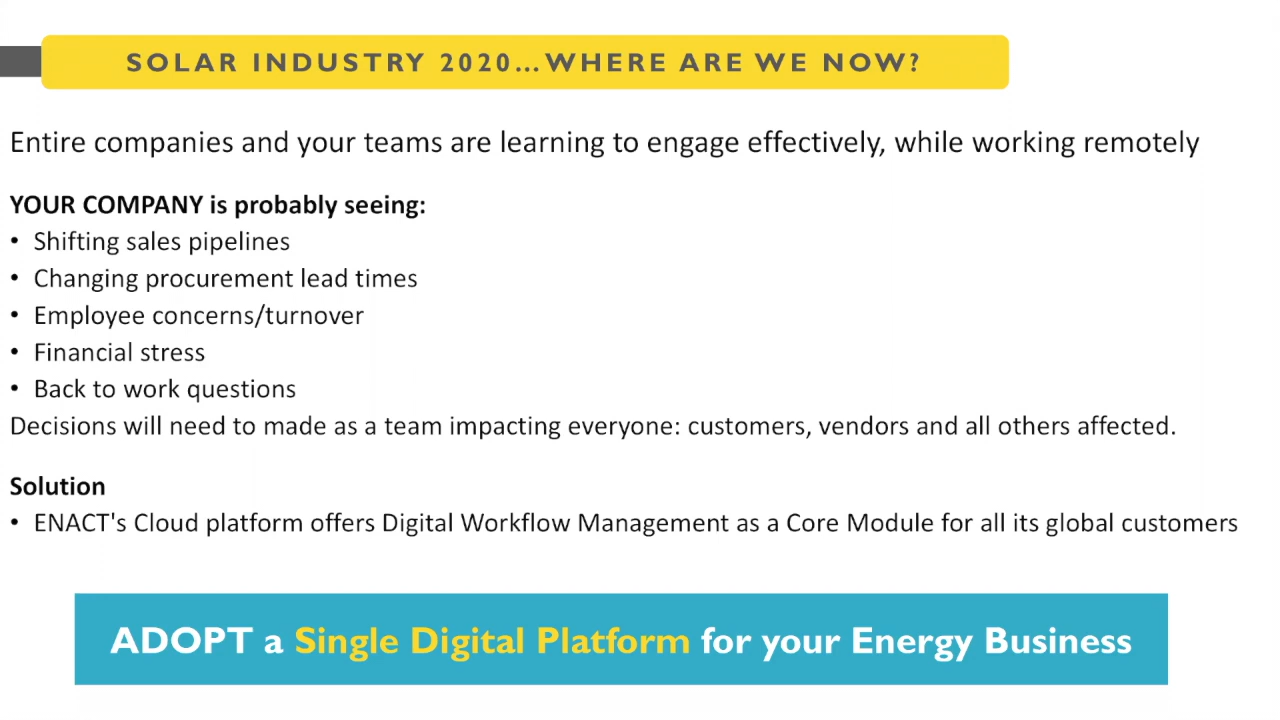 SOLAR INDUSTRY 2020...WHERE ARE WE NOW?
Entire companies and your teams are learning to engage effectively, while working remotely
YOUR COMPANY is probably seeing:
• Shifting sales pipelines
• Changing procurement lead times
• Employee concerns/turnover
• Financial stress
• Back to work questions
Decisions will need to made as a team impacting everyone: customers, vendors and all others affected.
Solution
• ENACT's Cloud platform offers Digital Workflow Management as a Core Module for all its global customers
ADOPT a Single Digital Platform for your Energy Business